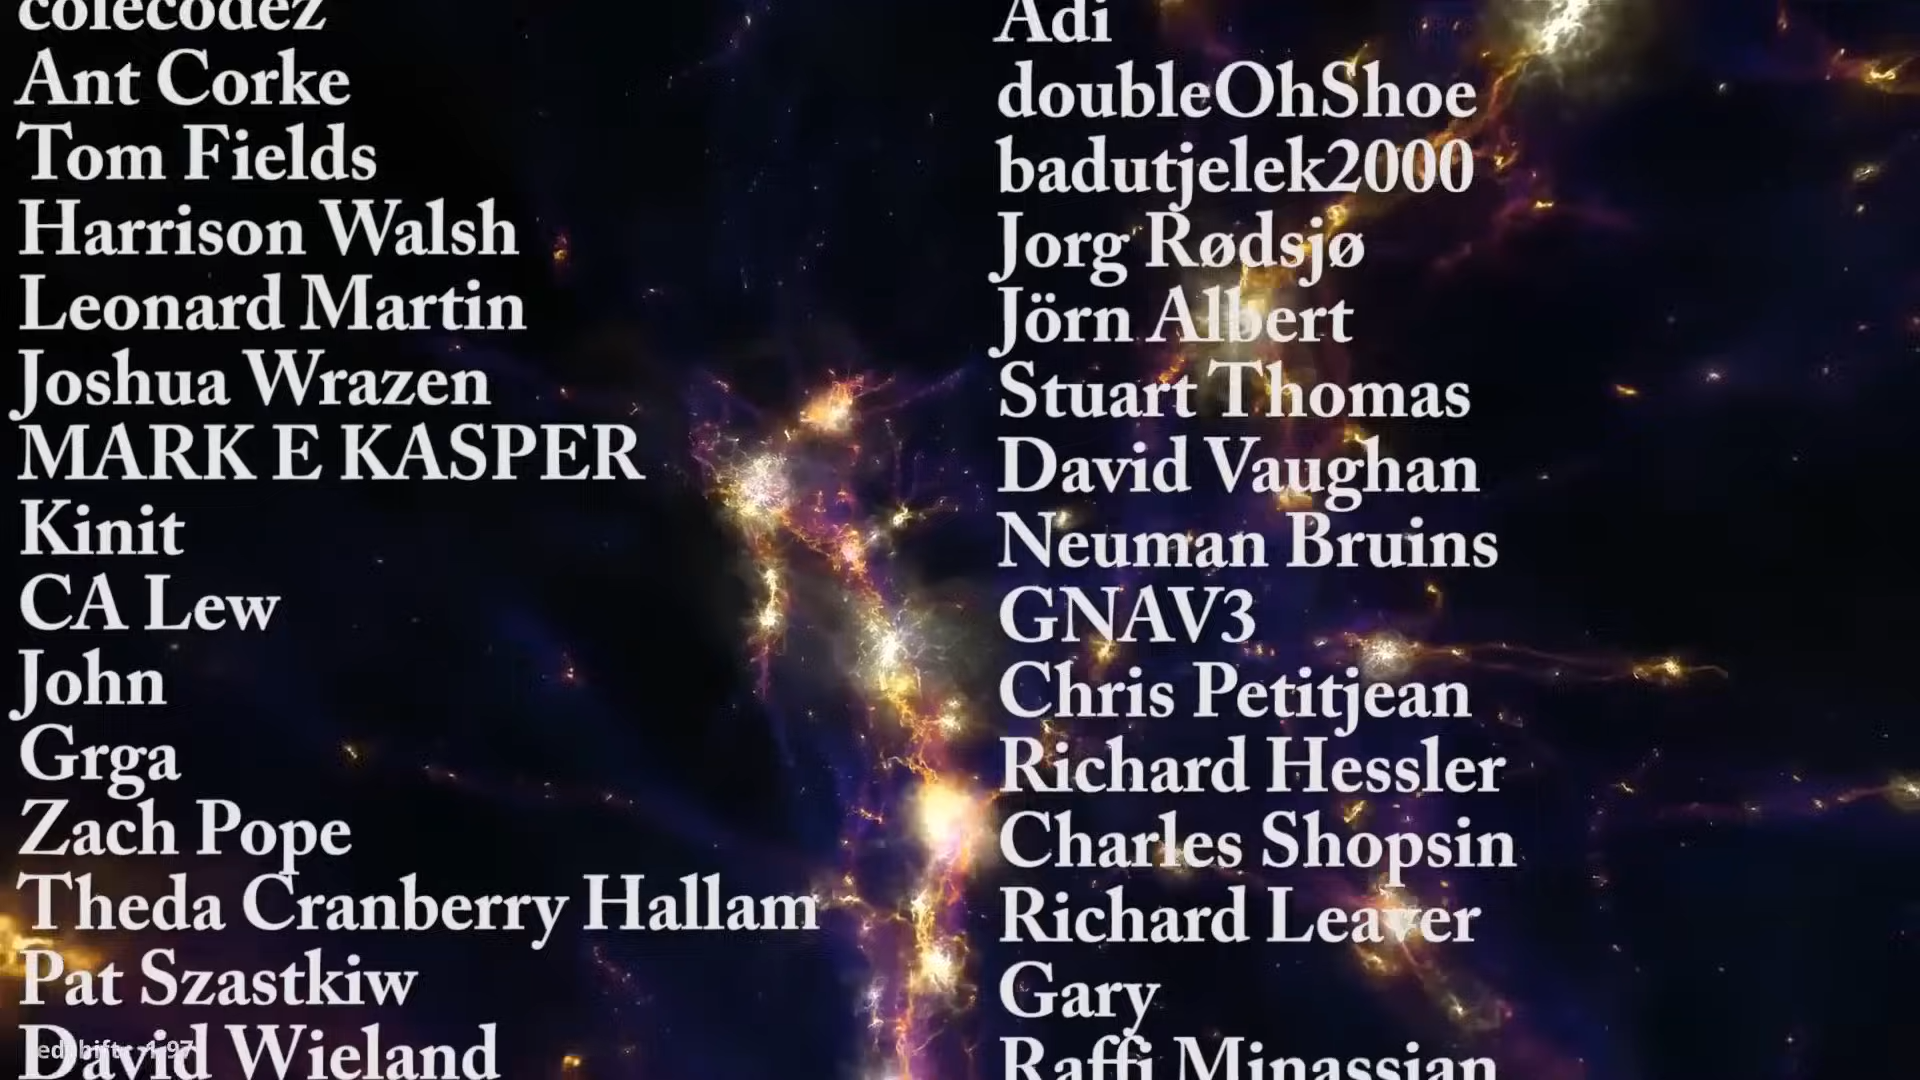 colecodez
Ant Corke
Tom Fields
Harrison Walsh
Leonard Martin
Joshua Wrazen
MARK E KASPER
Kinit
CA Lew
John
Grga
Zach Pope
Theda Cranberry Hallam
Pat Szastkiw
David Wieland
Adi
doubleOhShoe
badutjelek2000
Jorg Rødsjø
Jörn Albert
Stuart Thomas
David Vaughan
Neuman Bruins
GNAV3
Chris Petitjean
Richard Hessler
Charles Shopsin
Richard Leaver
Gary
Raffi Minassian